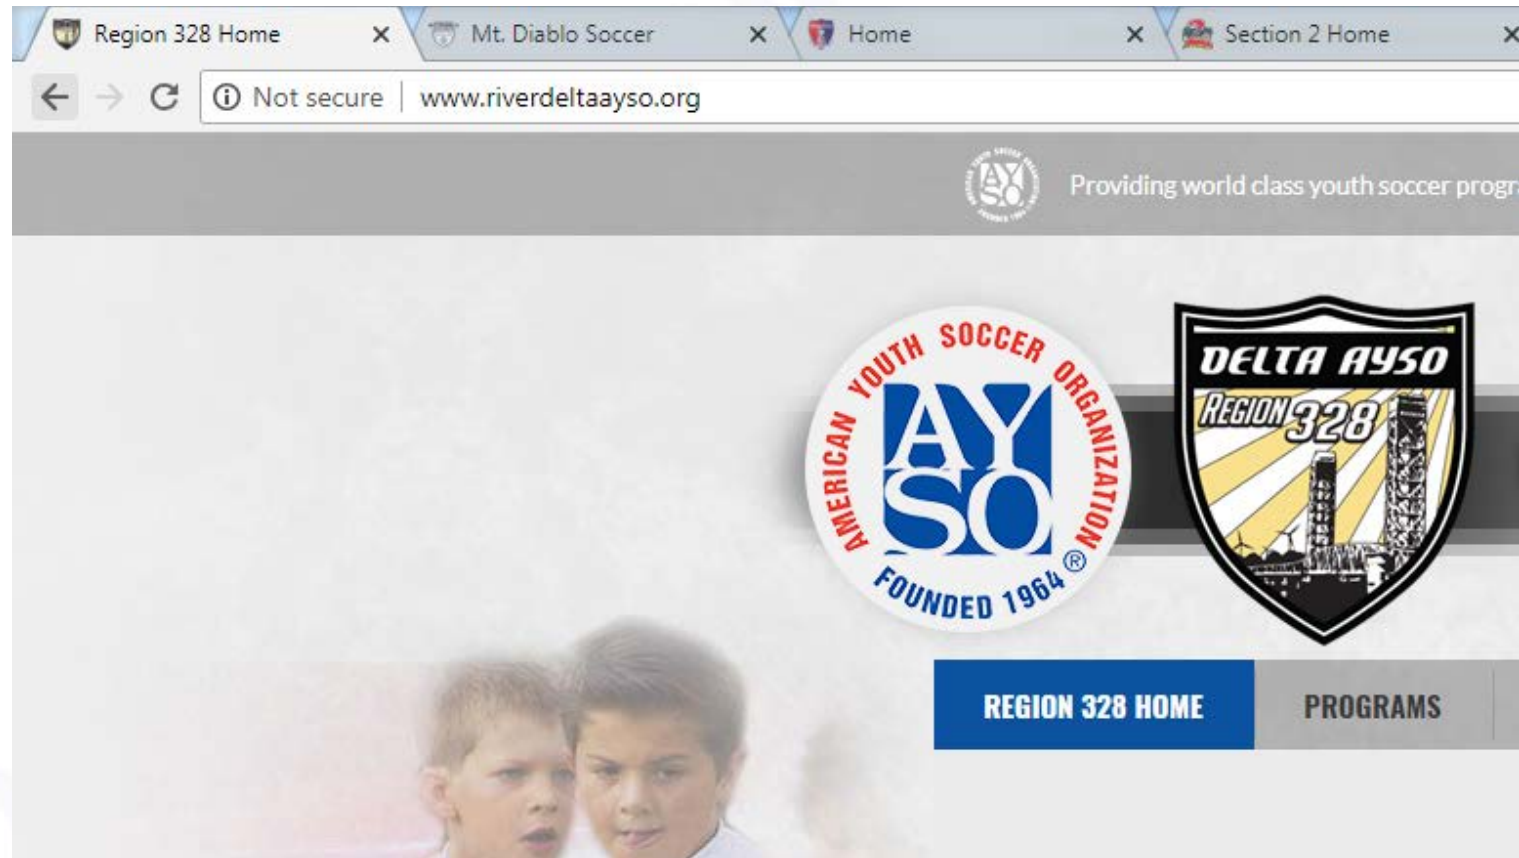 Region 328 Home
Mt. Diablo Soccer
Home
Section 2 Home
Not secure
www.riverdeltaayso.org
AYSO
Providing world class youth soccer
AMERICAN YOUTH SOCCER ORGANIZATION
AY
SO
®
FOUNDED 1964
DELTA AYSO
REGION 328
REGION 328 HOME
PROGRAMS